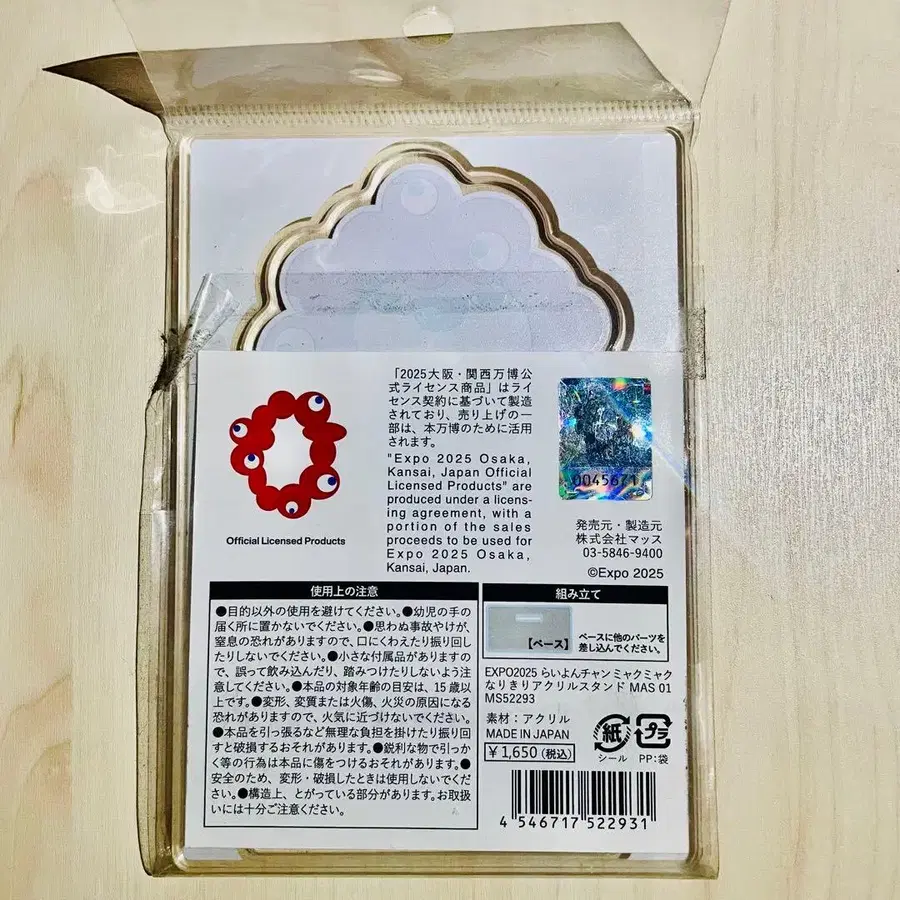 「2025大阪・関西万博公
式ライセンス商品」はライ
センス契約に基づいて製造
されており、売り上げの一
部は、本万博のために活用
されます。
"Expo 2025 Osaka,
Kansai, Japan Official
Licensed Products" are
produced under a licens-
ing agreement, with a
portion of the sales
proceeds to be used for
Expo 2025 Osaka,
Kansai, Japan.
Official Licensed Products
0045671
発売元・製造元
株式会社マッス
03-5846-9400
©Expo 2025
使用上の注意
●目的以外の使用を避けてください。●幼児の手の
届く所に置かないでください。●思わぬ事故やけが、
窒息の恐れがありますので、口にくわえたり振り回し
たりしないでください。●小さな付属品がありますの
で、誤って飲み込んだり、踏みつけたりしないよう注
意してください。●本品の対象年齢の目安は、15歳以
上です。●変形、変質または火傷、火災の原因になる
恐れがありますので、火気に近づけないでください。
●本品を引っ張るなど無理な負担を掛けたり振り回
すと破損するおそれがあります。●鋭利な物で引っか
く等の行為は本品に傷をつけるおそれがあります。●
安全のため、変形・破損したときは使用しないでくだ
さい。●構造上、とがっている部分があります。お取扱
いには十分ご注意ください。
組み立て
【ベース】
ベースに他のパーツを
差し込んでください。
EXPO2025 らいよんチャン ミャクミャク
なりきりアクリルスタンド MAS 01
MS52293
素材：アクリル
MADE IN JAPAN
¥1,650(税込)
紙
シール
プラ
PP:袋
4 546717 522931